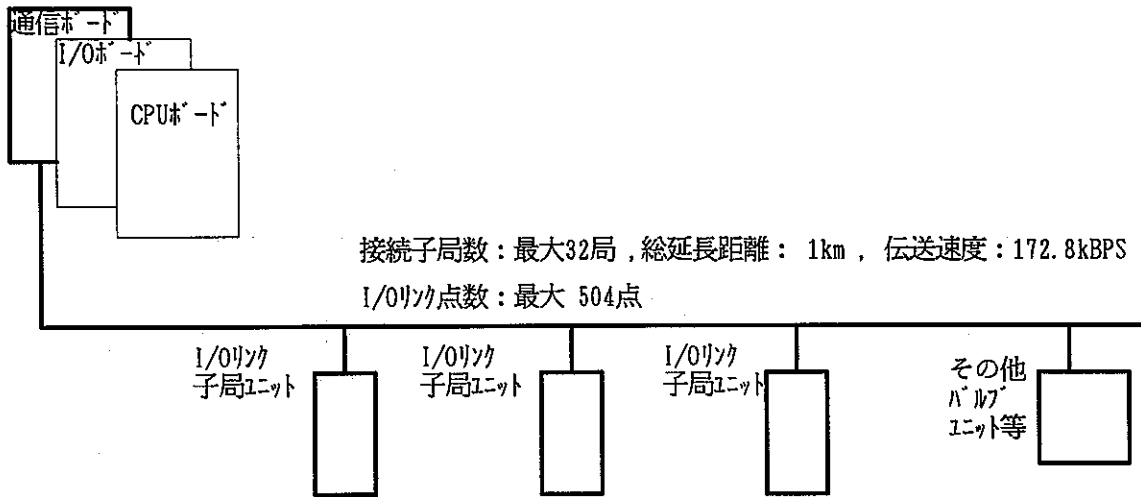 通信ﾎﾞｰﾄﾞ
I/Oﾎﾞｰﾄﾞ
CPUﾎﾞｰﾄﾞ
接続子局数：最大32局 , 総延長距離： 1km , 伝送速度：172.8kBPS
I/Oﾘﾝｸ点数：最大 504点
I/Oﾘﾝｸ
子局ﾕﾆｯﾄ
I/Oﾘﾝｸ
子局ﾕﾆｯﾄ
I/Oﾘﾝｸ
子局ﾕﾆｯﾄ
その他
ﾊﾞﾙﾌﾞ
ﾕﾆｯﾄ等